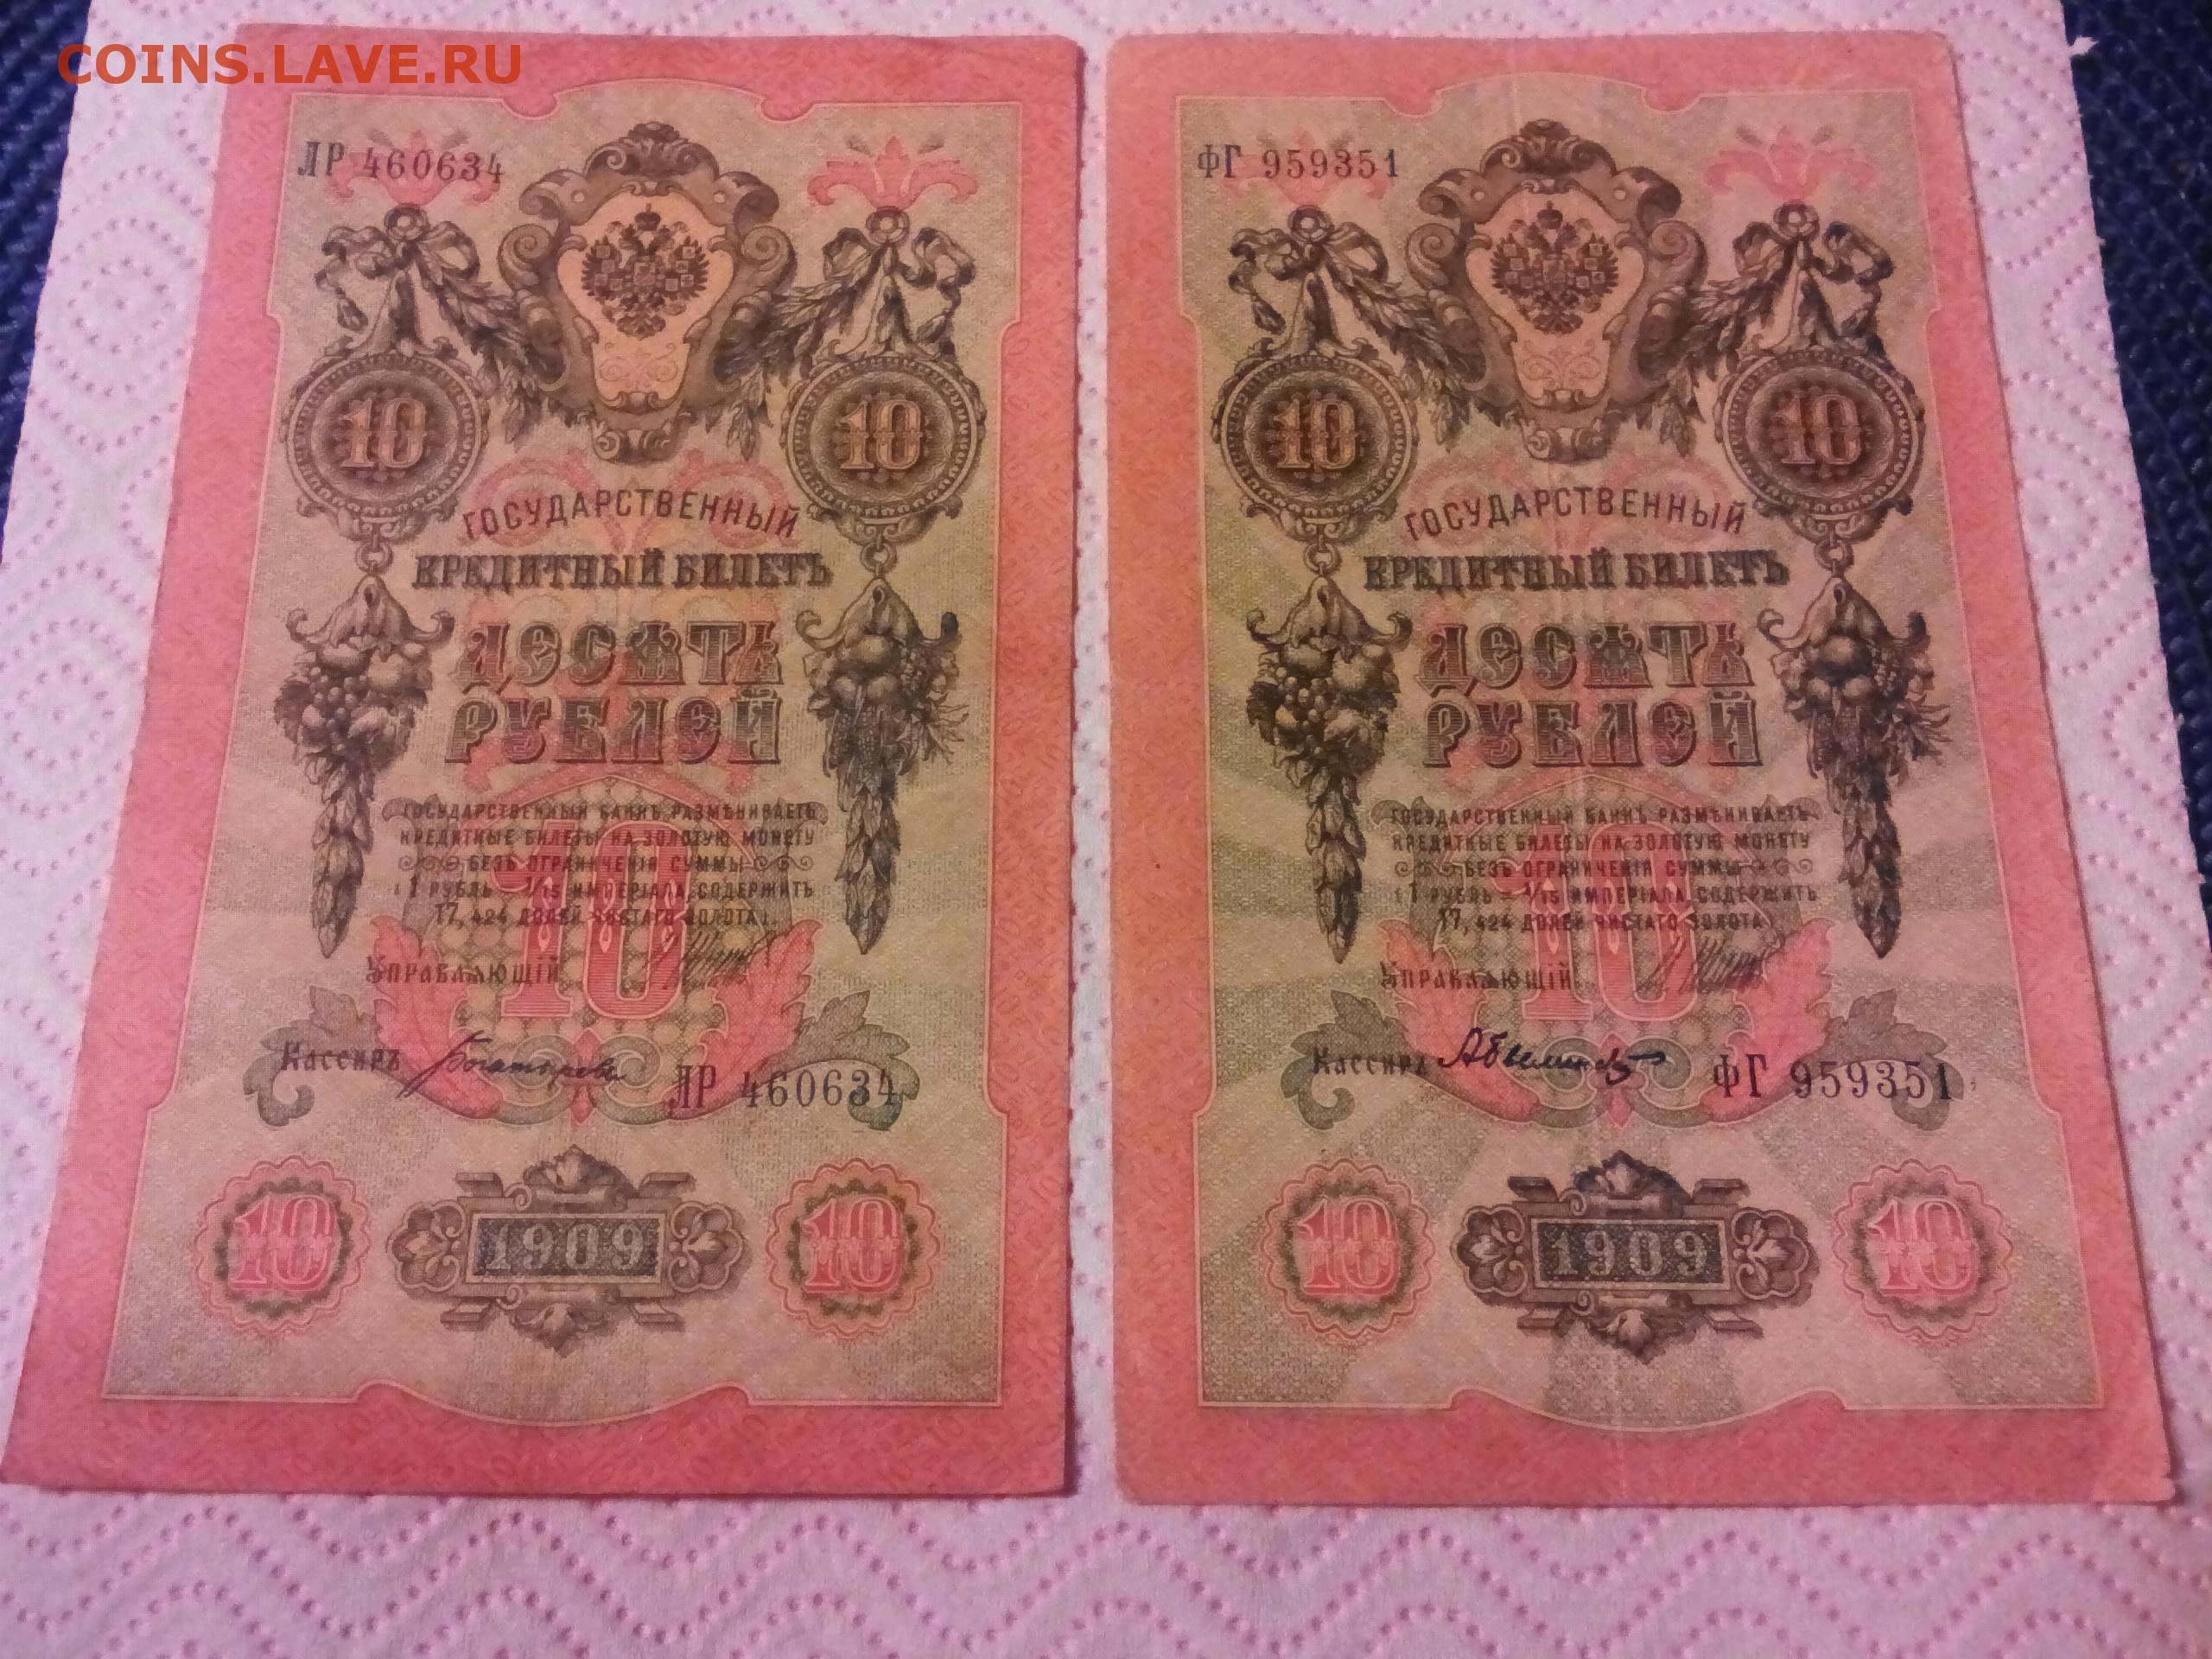 COINS.LAVE.RU
ЛР 460634
10 10
ГОСУДАРСТВЕННЫЙ
КРЕДИТНЫЙ БИЛЕТЪ
ДЕСЯТЬ
РУБЛЕЙ
ГОСУДАРСТВЕННЫЙ БАНКЪ РАЗМѢНИВАЕТЪ
КРЕДИТНЫЕ БИЛЕТЫ НА ЗОЛОТУЮ МОНЕТУ
БЕЗЪ ОГРАНИЧЕНІЯ СУММЫ
(1 РУБЛЬ = 1/15 ИМПЕРІАЛА, СОДЕРЖИТЪ
17,424 ДОЛЕЙ ЧИСТАГО ЗОЛОТА).
10
УПРАВЛЯЮЩІЙ
Кассиръ
ЛР 460634
10 1909 10
ФГ 959351
10 10
ГОСУДАРСТВЕННЫЙ
КРЕДИТНЫЙ БИЛЕТЪ
ДЕСЯТЬ
РУБЛЕЙ
ГОСУДАРСТВЕННЫЙ БАНКЪ РАЗМѢНИВАЕТЪ
КРЕДИТНЫЕ БИЛЕТЫ НА ЗОЛОТУЮ МОНЕТУ
БЕЗЪ ОГРАНИЧЕНІЯ СУММЫ
(1 РУБЛЬ = 1/15 ИМПЕРІАЛА, СОДЕРЖИТЪ
17,424 ДОЛЕЙ ЧИСТАГО ЗОЛОТА).
10
УПРАВЛЯЮЩІЙ
Кассиръ
ФГ 959351
10 1909 10